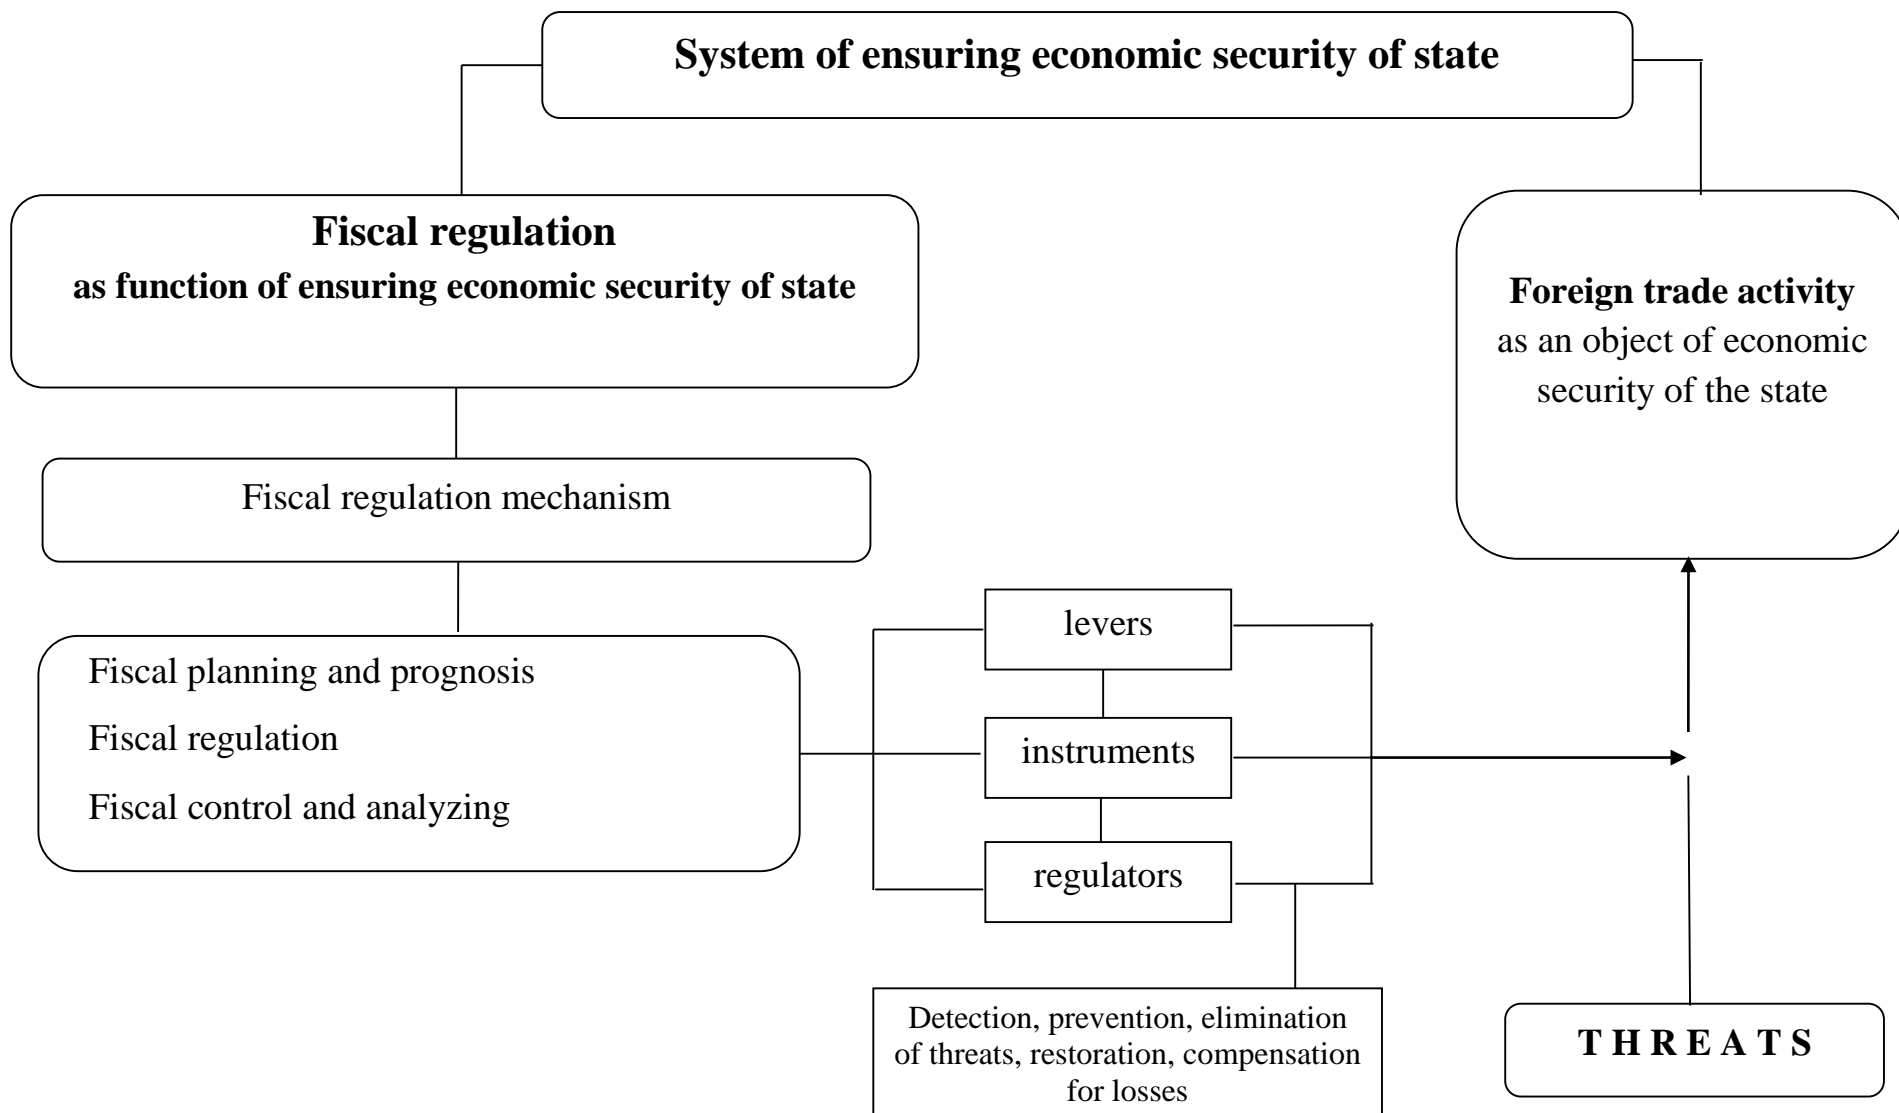 System of ensuring economic security of state
Fiscal regulation
as function of ensuring economic security of state
Foreign trade activity
as an object of economic
security of the state
Fiscal regulation mechanism
Fiscal planning and prognosis
Fiscal regulation
Fiscal control and analyzing
levers
instruments
regulators
Detection, prevention, elimination
of threats, restoration, compensation
for losses
T H R E A T S